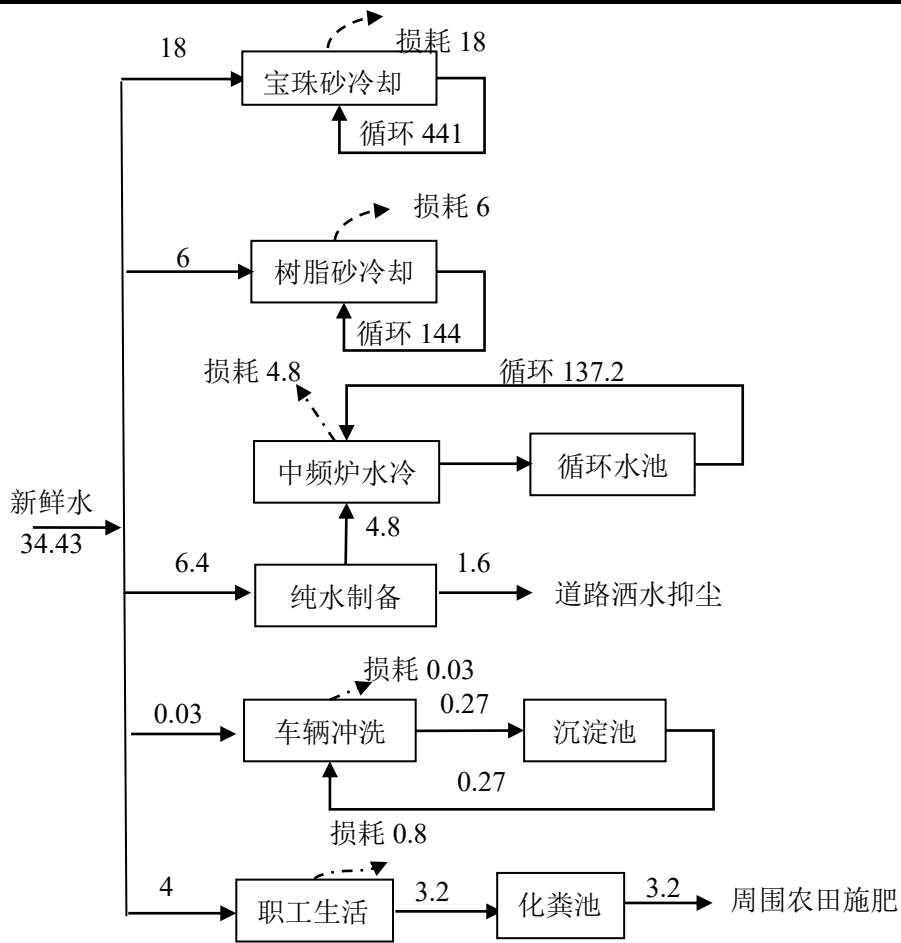 18
损耗 18
宝珠砂冷却
循环 441
损耗 6
6
树脂砂冷却
循环 144
损耗 4.8
循环 137.2
中频炉水冷
循环水池
新鲜水
34.43
4.8
6.4
1.6
纯水制备
道路洒水抑尘
损耗 0.03
0.03
0.27
车辆冲洗
沉淀池
0.27
损耗 0.8
4
3.2
3.2
职工生活
化粪池
周围农田施肥